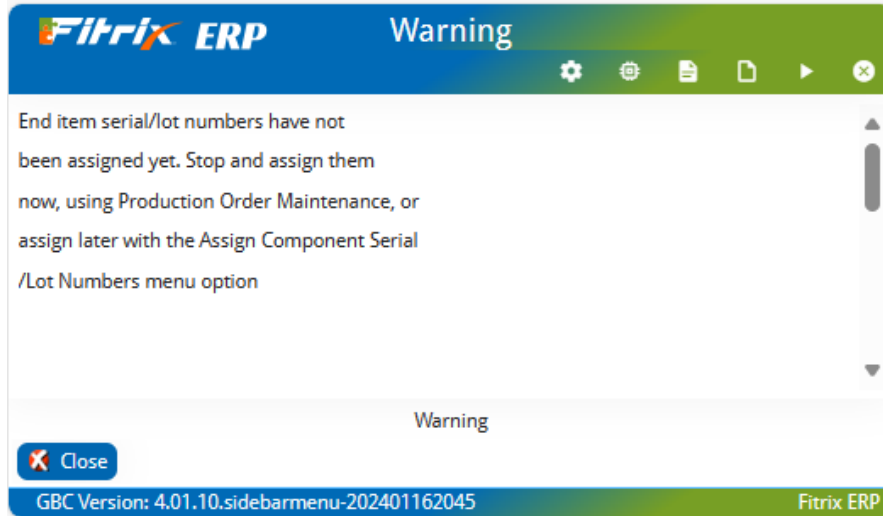 Fitrix ERP Warning
End item serial/lot numbers have not
been assigned yet. Stop and assign them
now, using Production Order Maintenance, or
assign later with the Assign Component Serial
/Lot Numbers menu option
Warning
Close
GBC Version: 4.01.10.sidebarmenu-202401162045 Fitrix ERP